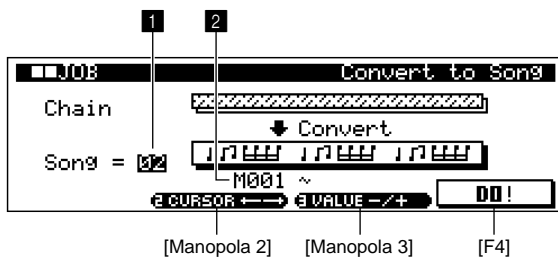 1 2
■■JOB Convert to Song
Chain
Convert
Song = 02
M001 ~
CURSOR VALUE -/+ DO!
[Manopola 2] [Manopola 3] [F4]